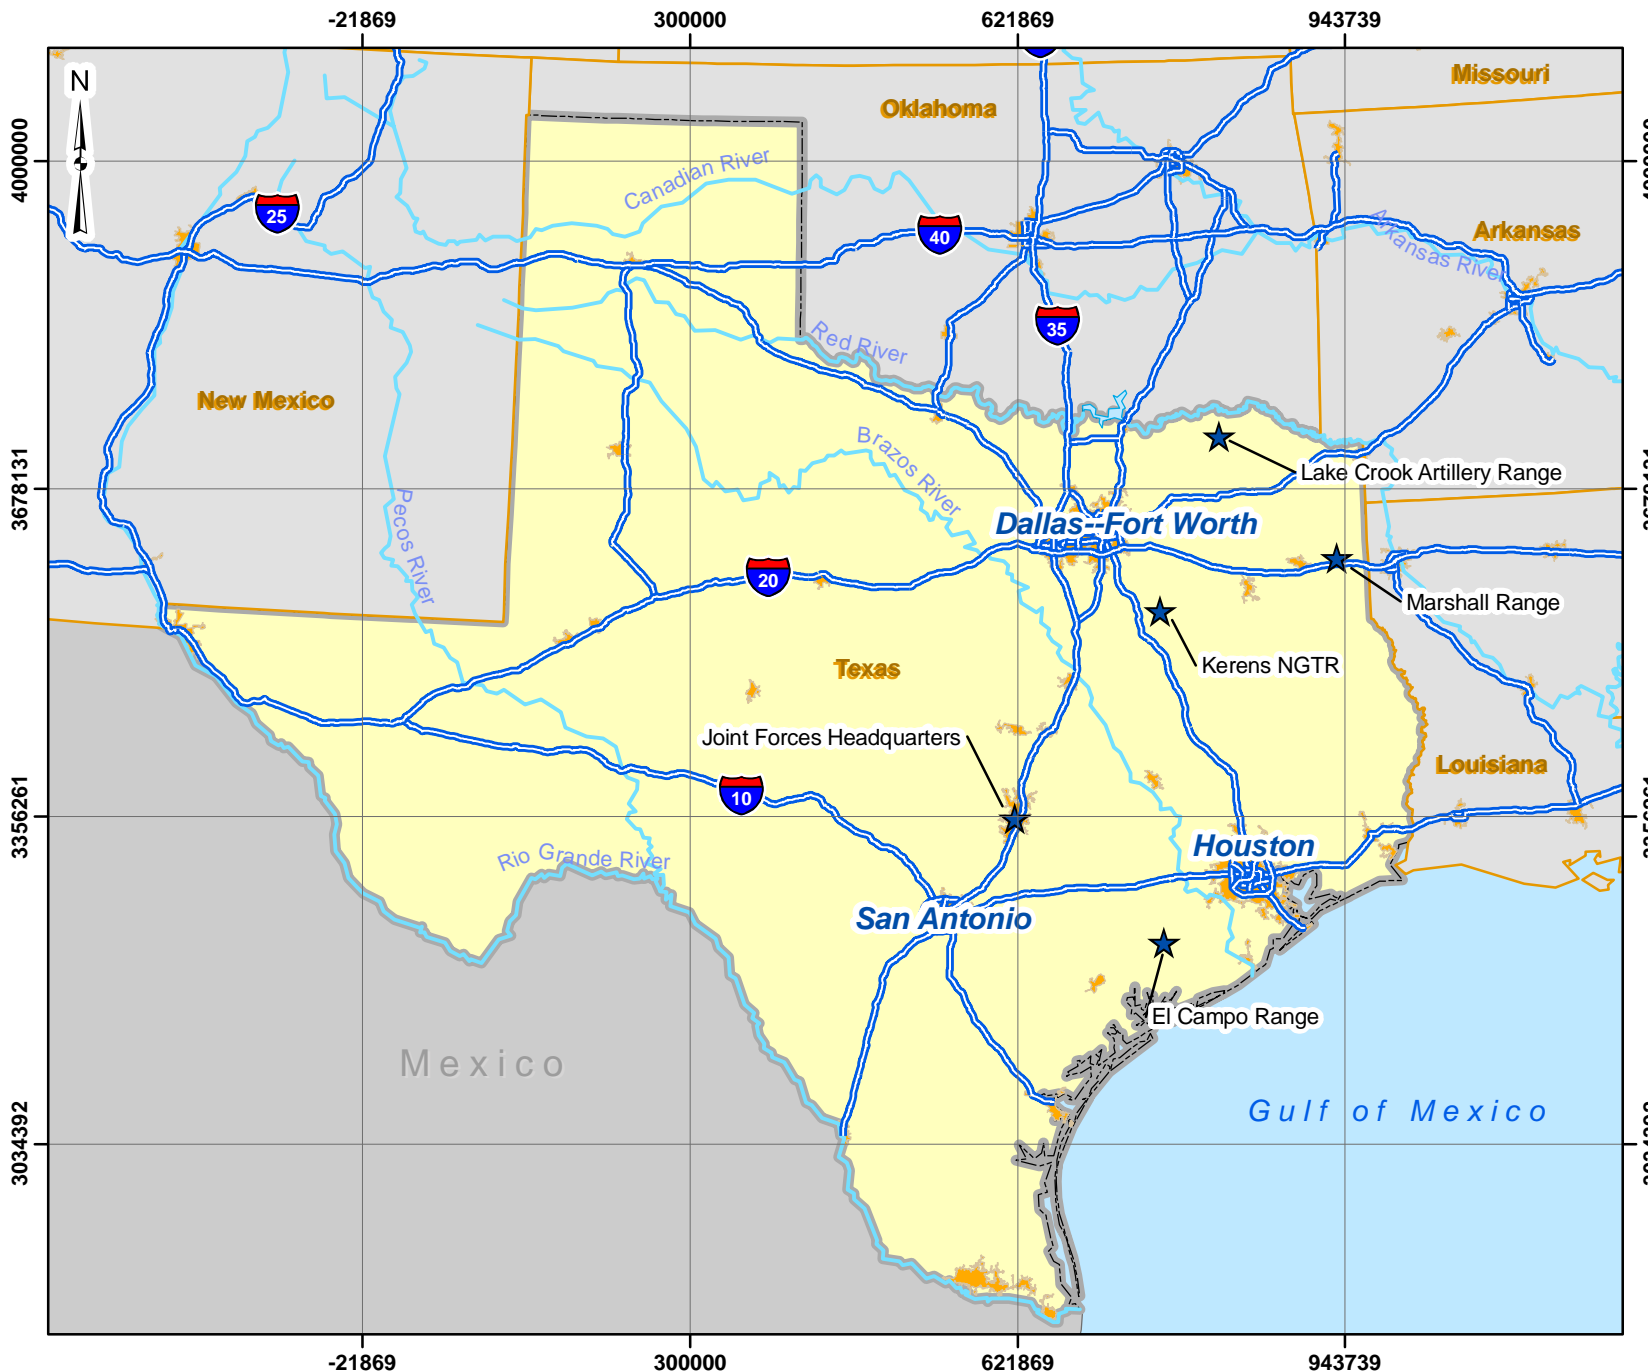 -21869 300000 621869 943739
N
Missouri
Oklahoma
4000000
Canadian River
25
40
Arkansas River
Arkansas
35
Red River
New Mexico
Brazos River
Lake Crook Artillery Range
3678131
Pecos River
Dallas--Fort Worth
20
Marshall Range
Kerens NGTR
Texas
Joint Forces Headquarters
Louisiana
10
3356261
Houston
Rio Grande River
San Antonio
El Campo Range
Mexico
Gulf of Mexico
3034392
-21869 300000 621869 943739